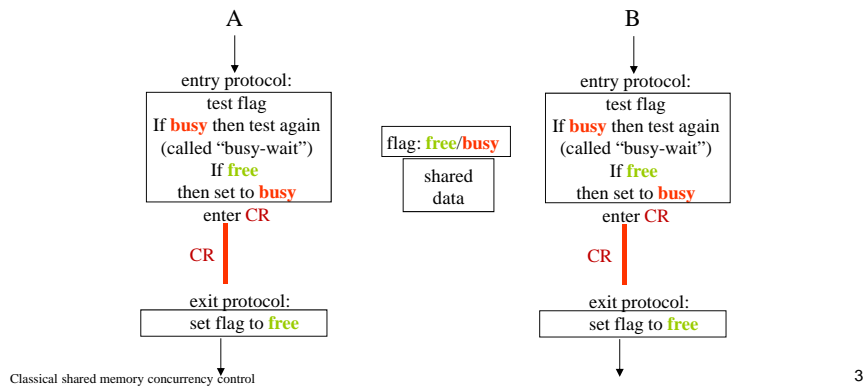 A
entry protocol:
test flag
If busy then test again
(called “busy-wait”)
If free
then set to busy
enter CR
CR
exit protocol:
set flag to free
flag: free/busy
shared
data
B
entry protocol:
test flag
If busy then test again
(called “busy-wait”)
If free
then set to busy
enter CR
CR
exit protocol:
set flag to free
Classical shared memory concurrency control
3